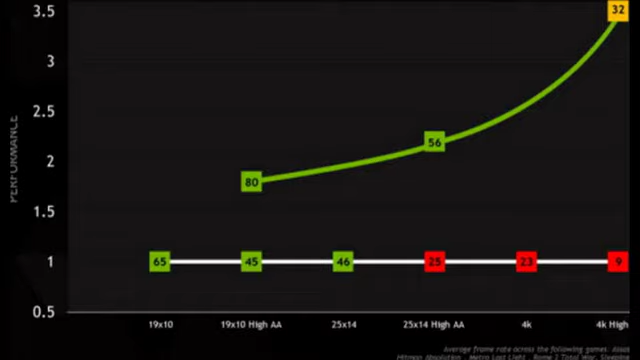 3.5
32
3
2.5
56
2
80
1.5
1
65
45
46
25
23
9
0.5
PERFORMANCE
19x10
19x10 High AA
25x14
25x14 High AA
4k
4k High
Average frame rate across the following games:
Hitman Absolution Metro Last Light Rome 2 Total War